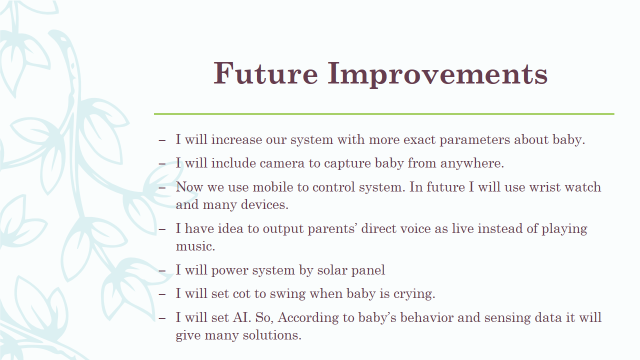 Future Improvements
– I will increase our system with more exact parameters about baby.
– I will include camera to capture baby from anywhere.
– Now we use mobile to control system. In future I will use wrist watch
and many devices.
– I have idea to output parents’ direct voice as live instead of playing
music.
– I will power system by solar panel
– I will set cot to swing when baby is crying.
– I will set AI. So, According to baby’s behavior and sensing data it will
give many solutions.